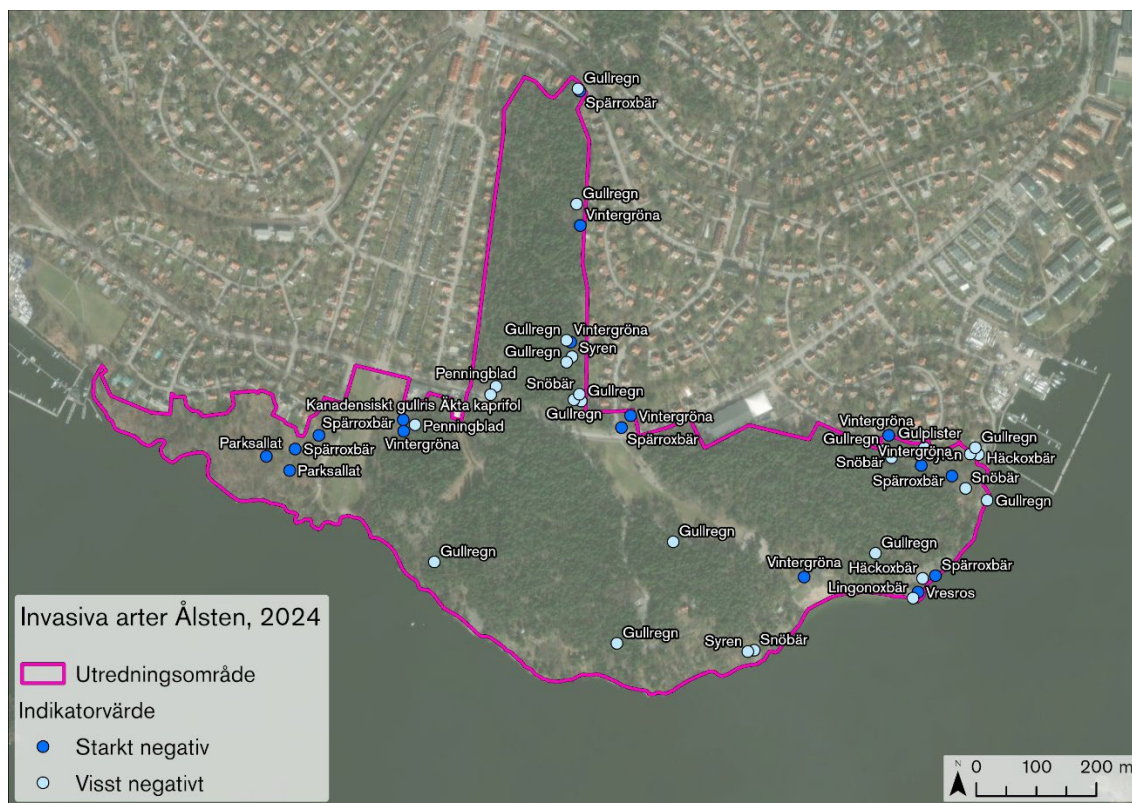 Gullregn
Spärroxbär
Gullregn
Vintergröna
Gullregn
Vintergröna
Gullregn
Syren
Penningblad
Snöbär
Gullregn
Kanadensiskt gullris
Äkta kaprifol
Gullregn
Vintergröna
Spärroxbär
Penningblad
Vintergröna
Spärroxbär
Parksallat
Spärroxbär
Parksallat
Vintergröna
Gullregn
Gulplister
Gullregn
Vintergröna
Häckoxbär
Snöbär
Spärroxbär
Snöbär
Gullregn
Gullregn
Gullregn
Gullregn
Vintergröna
Häckoxbär
Spärroxbär
Lingonoxbär
Vresros
Gullregn
Syren
Snöbär
Invasiva arter Ålsten, 2024
Utredningsområde
Indikatorvärde
Starkt negativ
Visst negativt
N
0 100 200 m